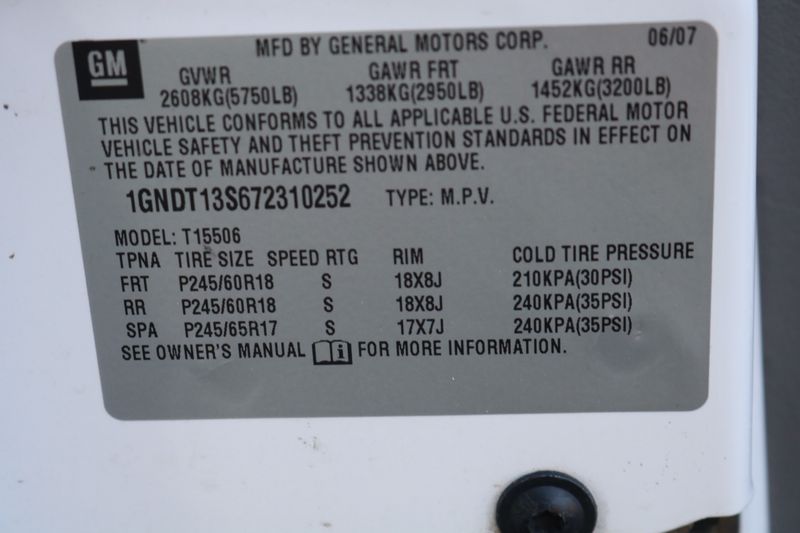 GM
MFD BY GENERAL MOTORS CORP. 06/07
GVWR GAWR FRT GAWR RR
2608KG(5750LB) 1338KG(2950LB) 1452KG(3200LB)
THIS VEHICLE CONFORMS TO ALL APPLICABLE U.S. FEDERAL MOTOR
VEHICLE SAFETY AND THEFT PREVENTION STANDARDS IN EFFECT ON
THE DATE OF MANUFACTURE SHOWN ABOVE.
1GNDT13S672310252 TYPE: M.P.V.
MODEL: T15506
TPNA TIRE SIZE SPEED RTG RIM COLD TIRE PRESSURE
FRT P245/60R18 S 18X8J 210KPA(30PSI)
RR P245/60R18 S 18X8J 240KPA(35PSI)
SPA P245/65R17 S 17X7J 240KPA(35PSI)
SEE OWNER'S MANUAL i FOR MORE INFORMATION.